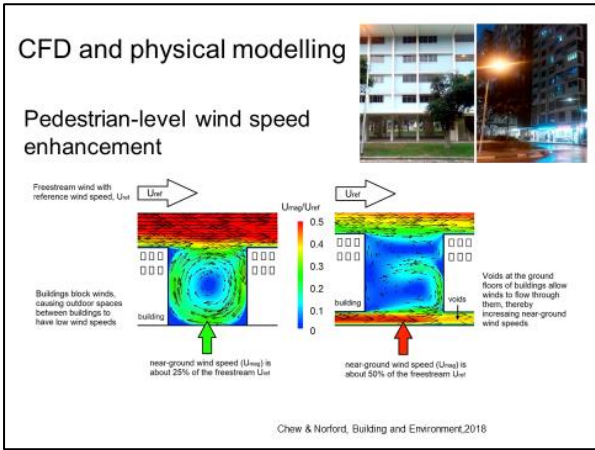 CFD and physical modelling
Pedestrian-level wind speed
enhancement
Freestream wind with
reference wind speed, Uref
Uref
Umag/Uref
Uref
0.5
0.4
0.3
0.2
0.1
0
Buildings block winds,
causing outdoor spaces
between buildings to
have low wind speeds
building
building
voids
Voids at the ground
floors of buildings allow
winds to flow through
them, thereby
increasing near-ground
wind speeds
near-ground wind speed (Umag) is
about 25% of the freestream Uref
near-ground wind speed (Umag) is
about 50% of the freestream Uref
Chew & Norford, Building and Environment,2018